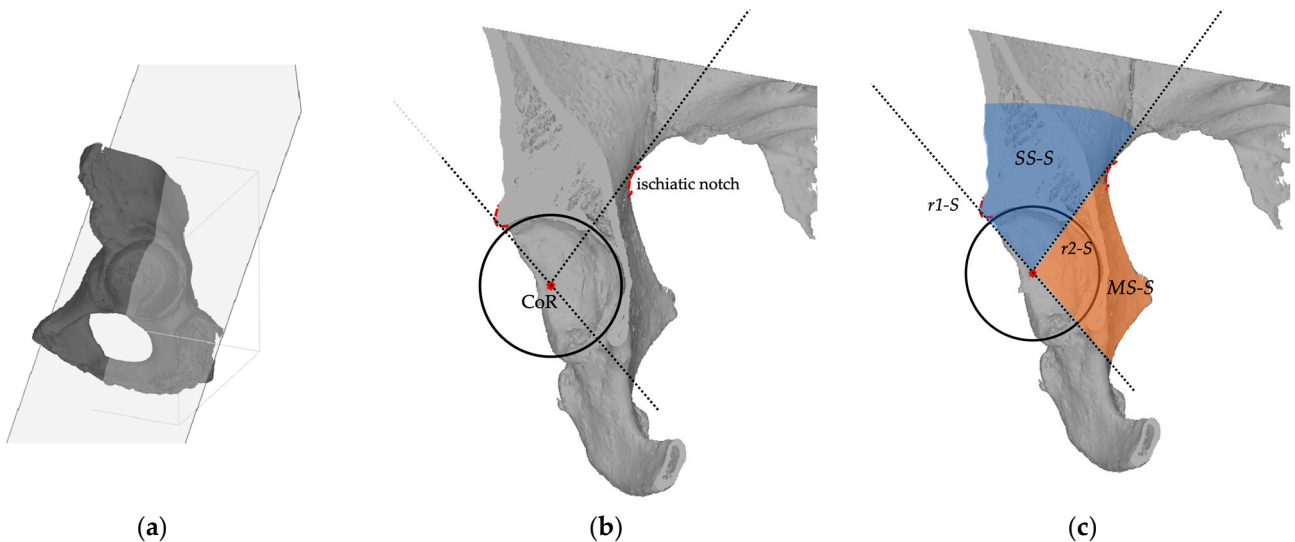 ischiatic notch
CoR
SS-S
r1-S
r2-S
MS-S
(a)
(b)
(c)